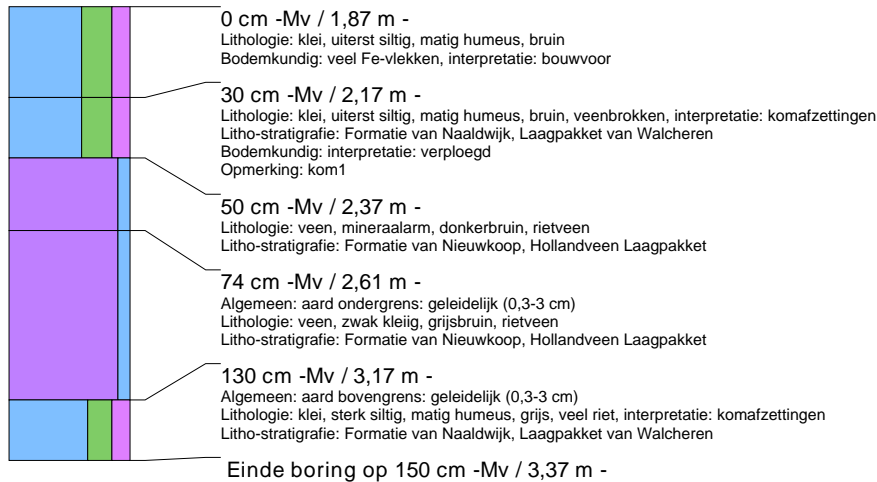 0 cm -Mv / 1,87 m -
Lithologie: klei, uiterst siltig, matig humeus, bruin
Bodemkundig: veel Fe-vlekken, interpretatie: bouwvoor
30 cm -Mv / 2,17 m -
Lithologie: klei, uiterst siltig, matig humeus, bruin, veenbrokken, interpretatie: komafzettingen
Litho-stratigrafie: Formatie van Naaldwijk, Laagpakket van Walcheren
Bodemkundig: interpretatie: verploegd
Opmerking: kom1
50 cm -Mv / 2,37 m -
Lithologie: veen, mineraalarm, donkerbruin, rietveen
Litho-stratigrafie: Formatie van Nieuwkoop, Hollandveen Laagpakket
74 cm -Mv / 2,61 m -
Algemeen: aard ondergrens: geleidelijk (0,3-3 cm)
Lithologie: veen, zwak kleiig, grijsbruin, rietveen
Litho-stratigrafie: Formatie van Nieuwkoop, Hollandveen Laagpakket
130 cm -Mv / 3,17 m -
Algemeen: aard bovengrens: geleidelijk (0,3-3 cm)
Lithologie: klei, sterk siltig, matig humeus, grijs, veel riet, interpretatie: komafzettingen
Litho-stratigrafie: Formatie van Naaldwijk, Laagpakket van Walcheren
Einde boring op 150 cm -Mv / 3,37 m -